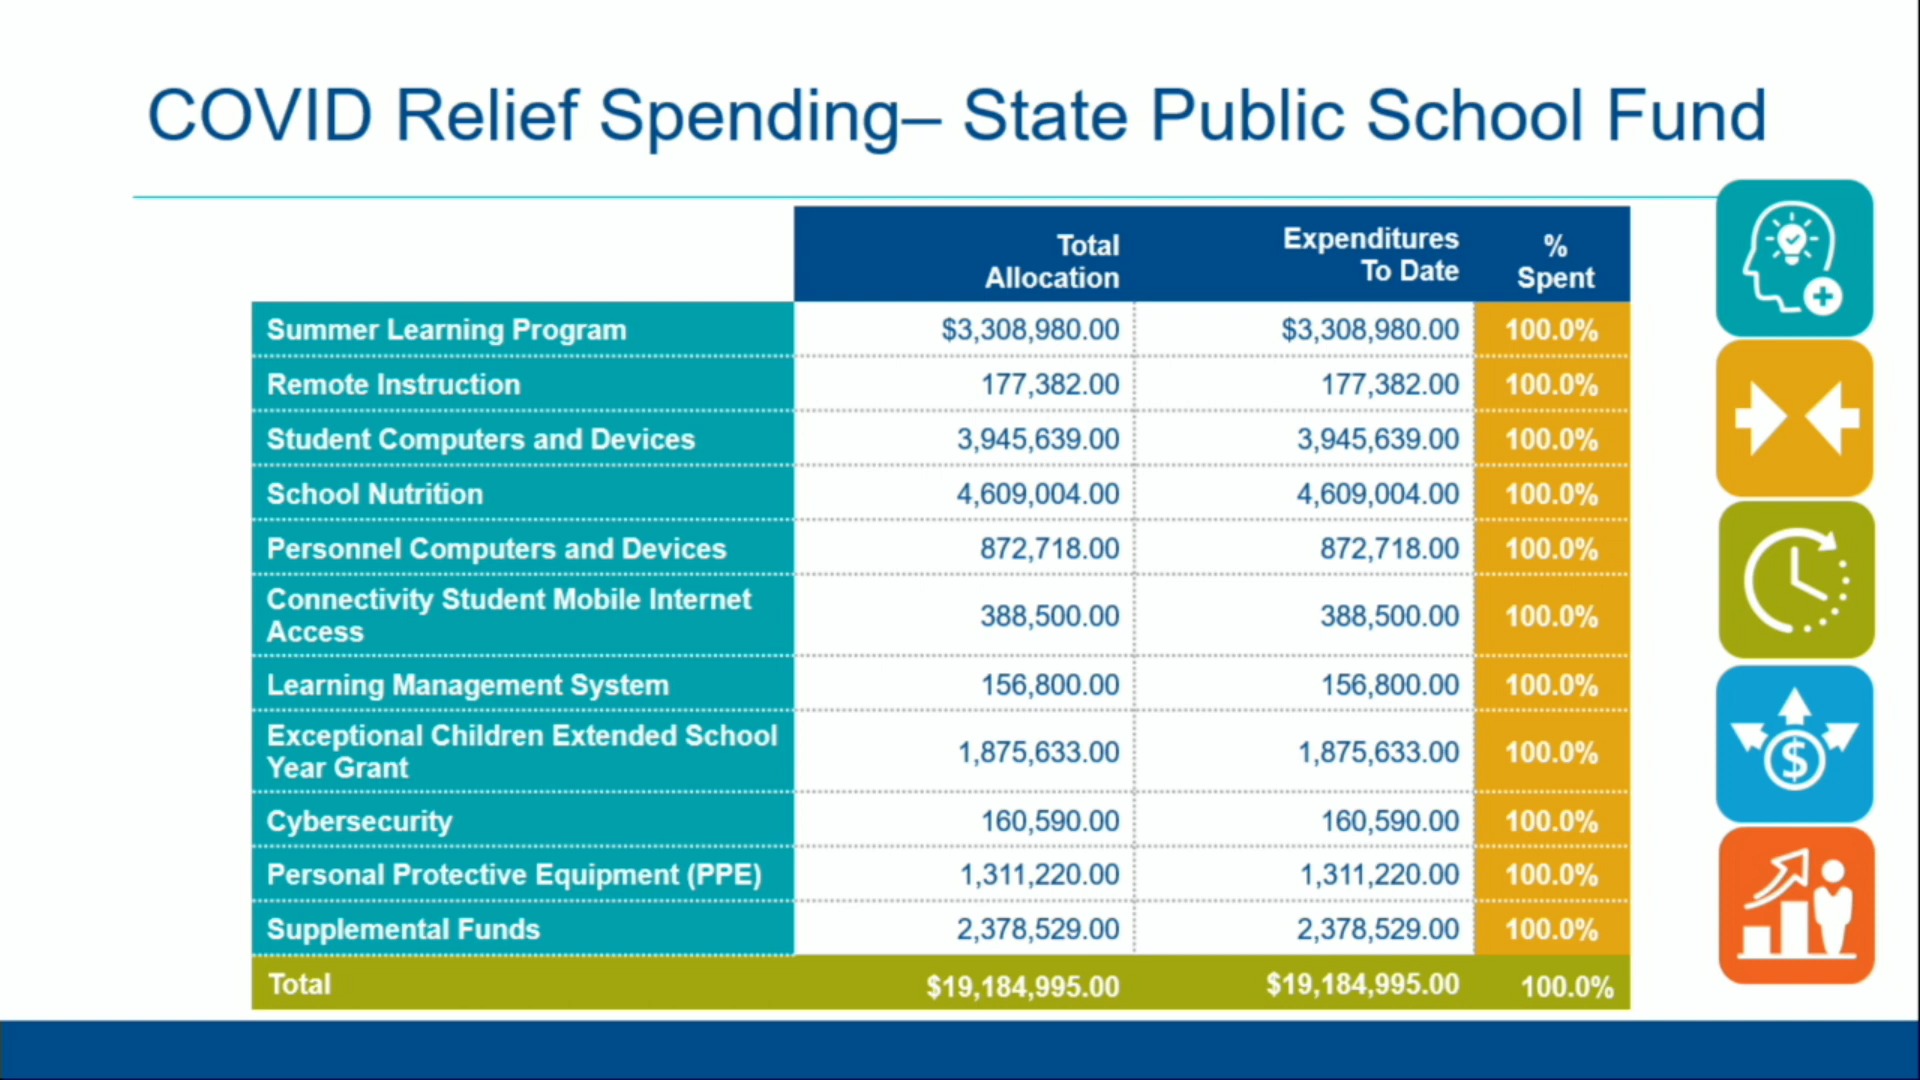 COVID Relief Spending– State Public School Fund
Total Allocation Expenditures To Date % Spent
Summer Learning Program $3,308,980.00 $3,308,980.00 100.0%
Remote Instruction 177,382.00 177,382.00 100.0%
Student Computers and Devices 3,945,639.00 3,945,639.00 100.0%
School Nutrition 4,609,004.00 4,609,004.00 100.0%
Personnel Computers and Devices 872,718.00 872,718.00 100.0%
Connectivity Student Mobile Internet
Access 388,500.00 388,500.00 100.0%
Learning Management System 156,800.00 156,800.00 100.0%
Exceptional Children Extended School
Year Grant 1,875,633.00 1,875,633.00 100.0%
Cybersecurity 160,590.00 160,590.00 100.0%
Personal Protective Equipment (PPE) 1,311,220.00 1,311,220.00 100.0%
Supplemental Funds 2,378,529.00 2,378,529.00 100.0%
Total $19,184,995.00 $19,184,995.00 100.0%